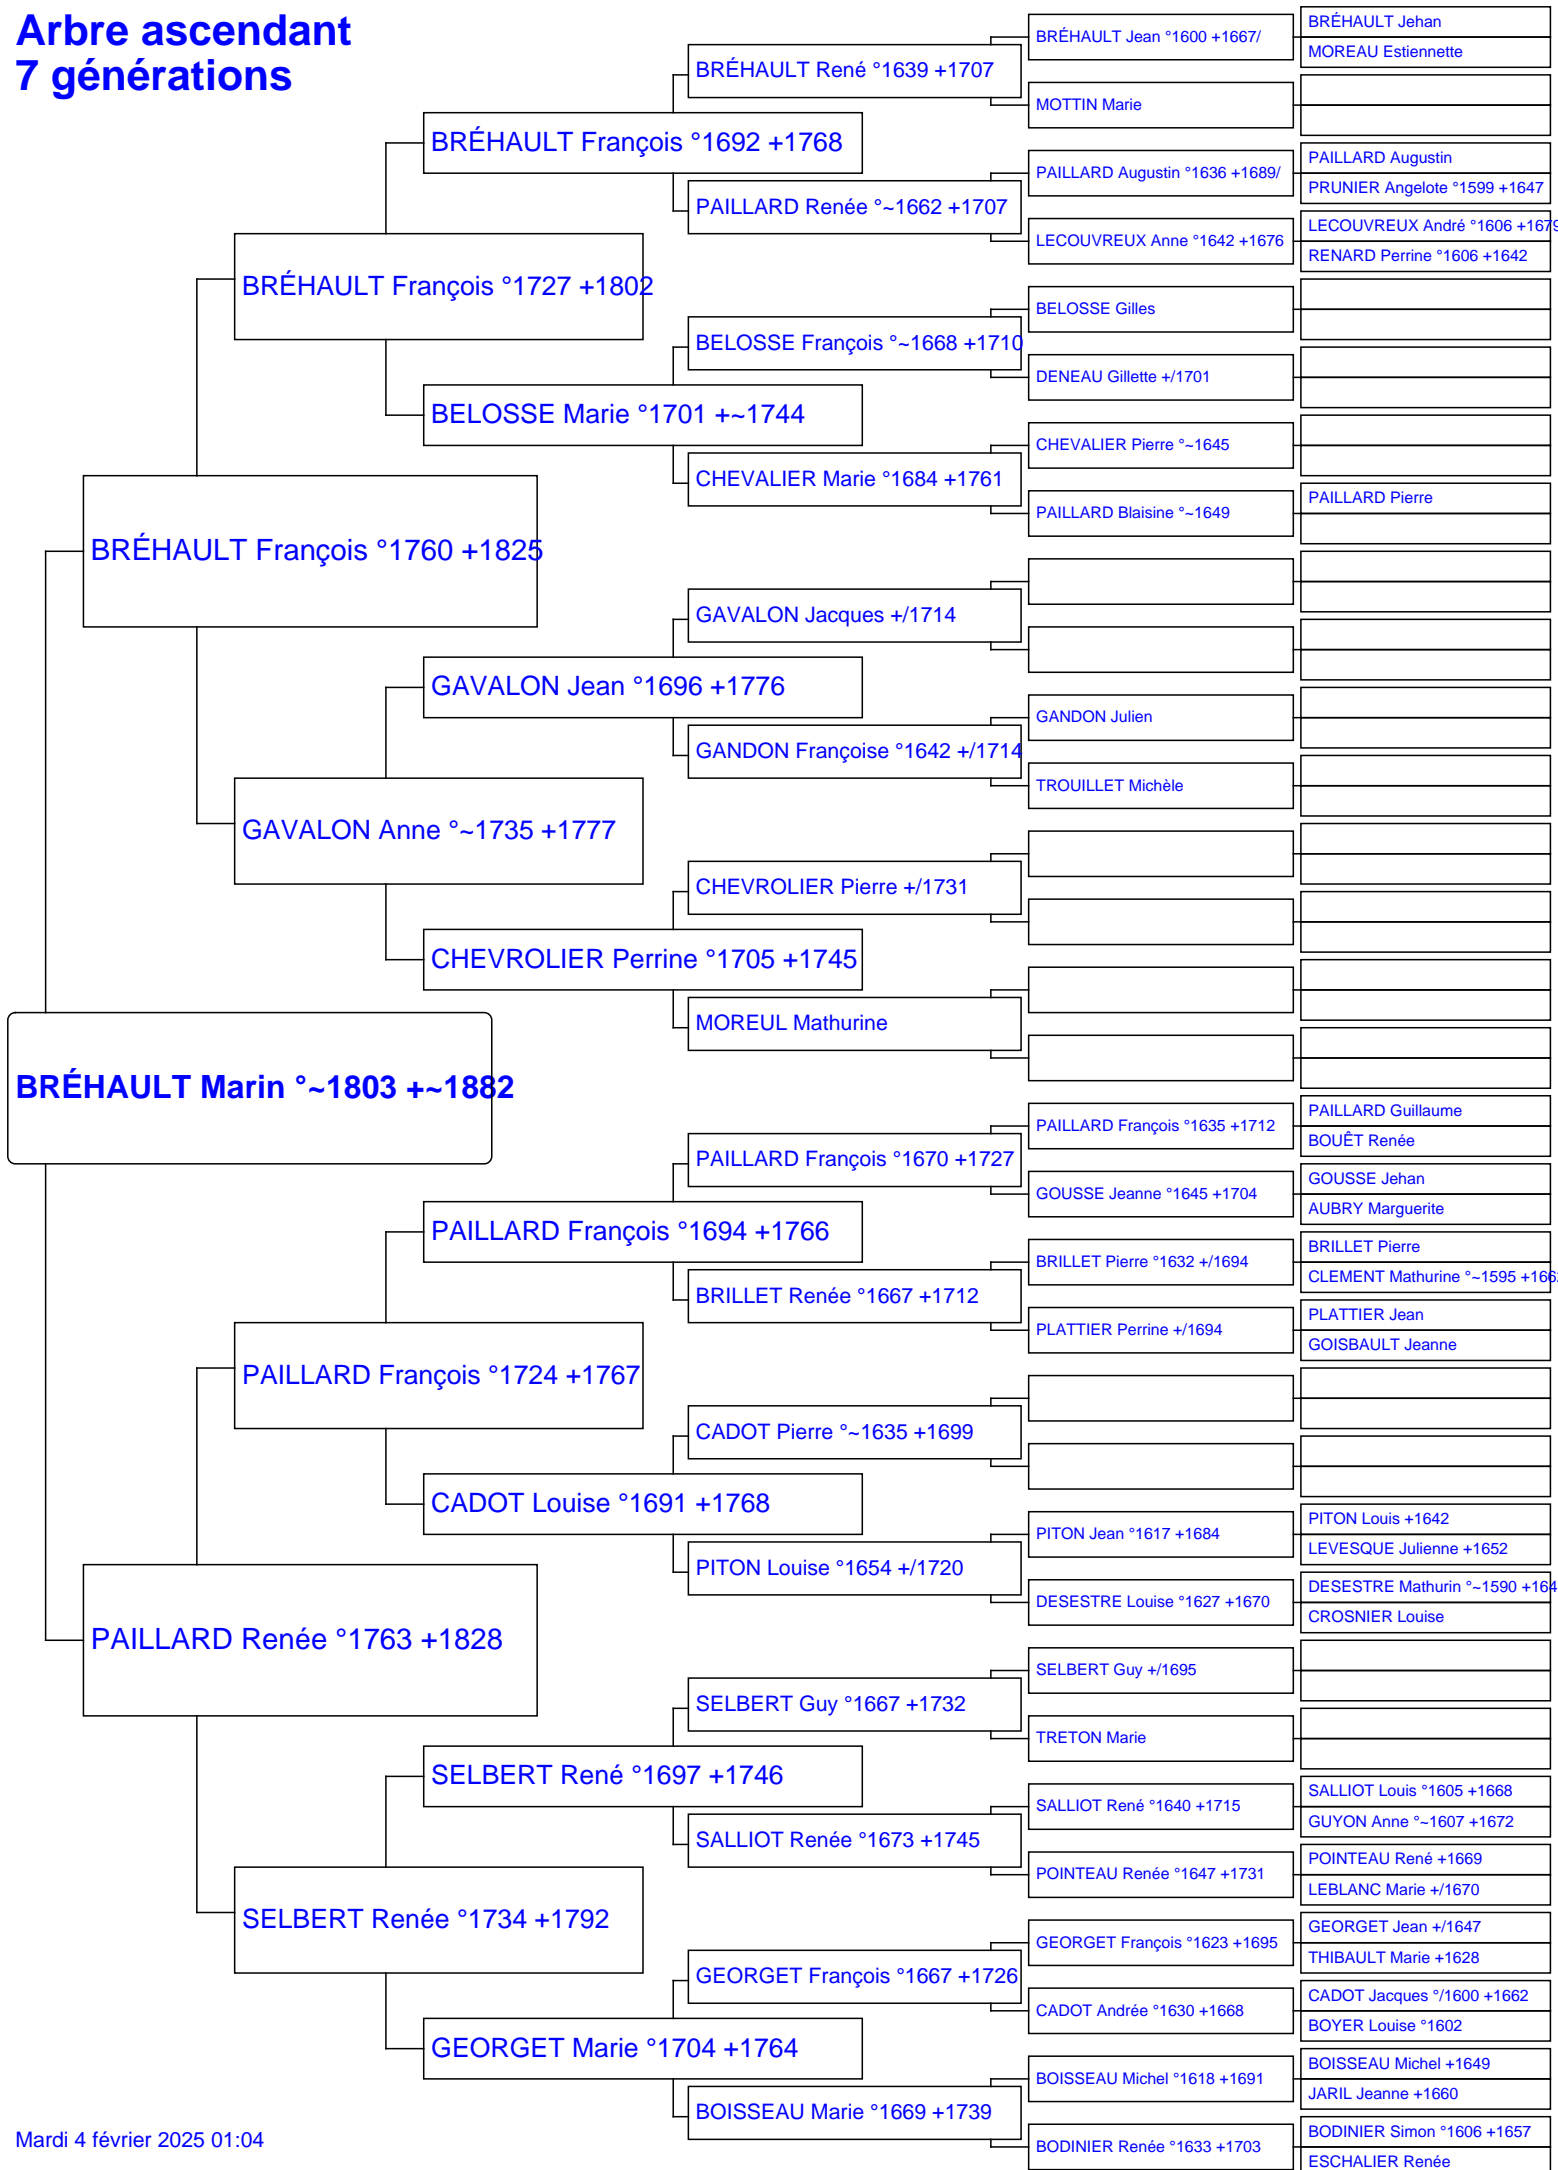 Arbre ascendant
7 générations
BRÉHAULT Marin °~1803 +~1882
BRÉHAULT François °1760 +1825
PAILLARD Renée °1763 +1828
BRÉHAULT François °1727 +1802
GAVALON Anne °~1735 +1777
PAILLARD François °1724 +1767
SELBERT Renée °1734 +1792
BRÉHAULT François °1692 +1768
BELOSSE Marie °1701 +~1744
GAVALON Jean °1696 +1776
CHEVROLIER Perrine °1705 +1745
PAILLARD François °1694 +1766
CADOT Louise °1691 +1768
SELBERT René °1697 +1746
GEORGET Marie °1704 +1764
BRÉHAULT René °1639 +1707
PAILLARD Renée °~1662 +1707
BELOSSE François °~1668 +1710
CHEVALIER Marie °1684 +1761
GAVALON Jacques +/1714
GANDON Françoise °1642 +/1714
CHEVROLIER Pierre +/1731
MOREUL Mathurine
PAILLARD François °1670 +1727
BRILLET Renée °1667 +1712
CADOT Pierre °~1635 +1699
PITON Louise °1654 +/1720
SELBERT Guy °1667 +1732
SALLIOT Renée °1673 +1745
GEORGET François °1667 +1726
BOISSEAU Marie °1669 +1739
BRÉHAULT Jean °1600 +1667/
MOTTIN Marie
PAILLARD Augustin °1636 +1689/
LECOUVREUX Anne °1642 +1676
BELOSSE Gilles
DENEAU Gillette +/1701
CHEVALIER Pierre °~1645
PAILLARD Blaisine °~1649
GANDON Julien
TROUILLET Michèle
PAILLARD François °1635 +1712
GOUSSE Jeanne °1645 +1704
BRILLET Pierre °1632 +/1694
PLATTIER Perrine +/1694
PITON Jean °1617 +1684
DESESTRE Louise °1627 +1670
SELBERT Guy +/1695
TRETON Marie
SALLIOT René °1640 +1715
POINTEAU Renée °1647 +1731
GEORGET François °1623 +1695
CADOT Andrée °1630 +1668
BOISSEAU Michel °1618 +1691
BODINIER Renée °1633 +1703
BRÉHAULT Jehan
MOREAU Estiennette
PAILLARD Augustin
PRUNIER Angelote °1599 +1647
LECOUVREUX André °1606 +1679
RENARD Perrine °1606 +1642
PAILLARD Pierre
PAILLARD Guillaume
BOUÊT Renée
GOUSSE Jehan
AUBRY Marguerite
BRILLET Pierre
CLEMENT Mathurine °~1595
PLATTIER Jean
GOISBAULT Jeanne
PITON Louis +1642
LEVESQUE Julienne +1652
DESESTRE Mathurin °~1590 +164
CROSNIER Louise
SALLIOT Louis °1605 +1668
GUYON Anne °~1607 +1672
POINTEAU René +1669
LEBLANC Marie +/1670
GEORGET Jean +/1647
THIBAULT Marie +1628
CADOT Jacques °/1600 +1662
BOYER Louise °1602
BOISSEAU Michel +1649
JARIL Jeanne +1660
BODINIER Simon °1606 +1657
ESCHALIER Renée
Mardi 4 février 2025 01:04